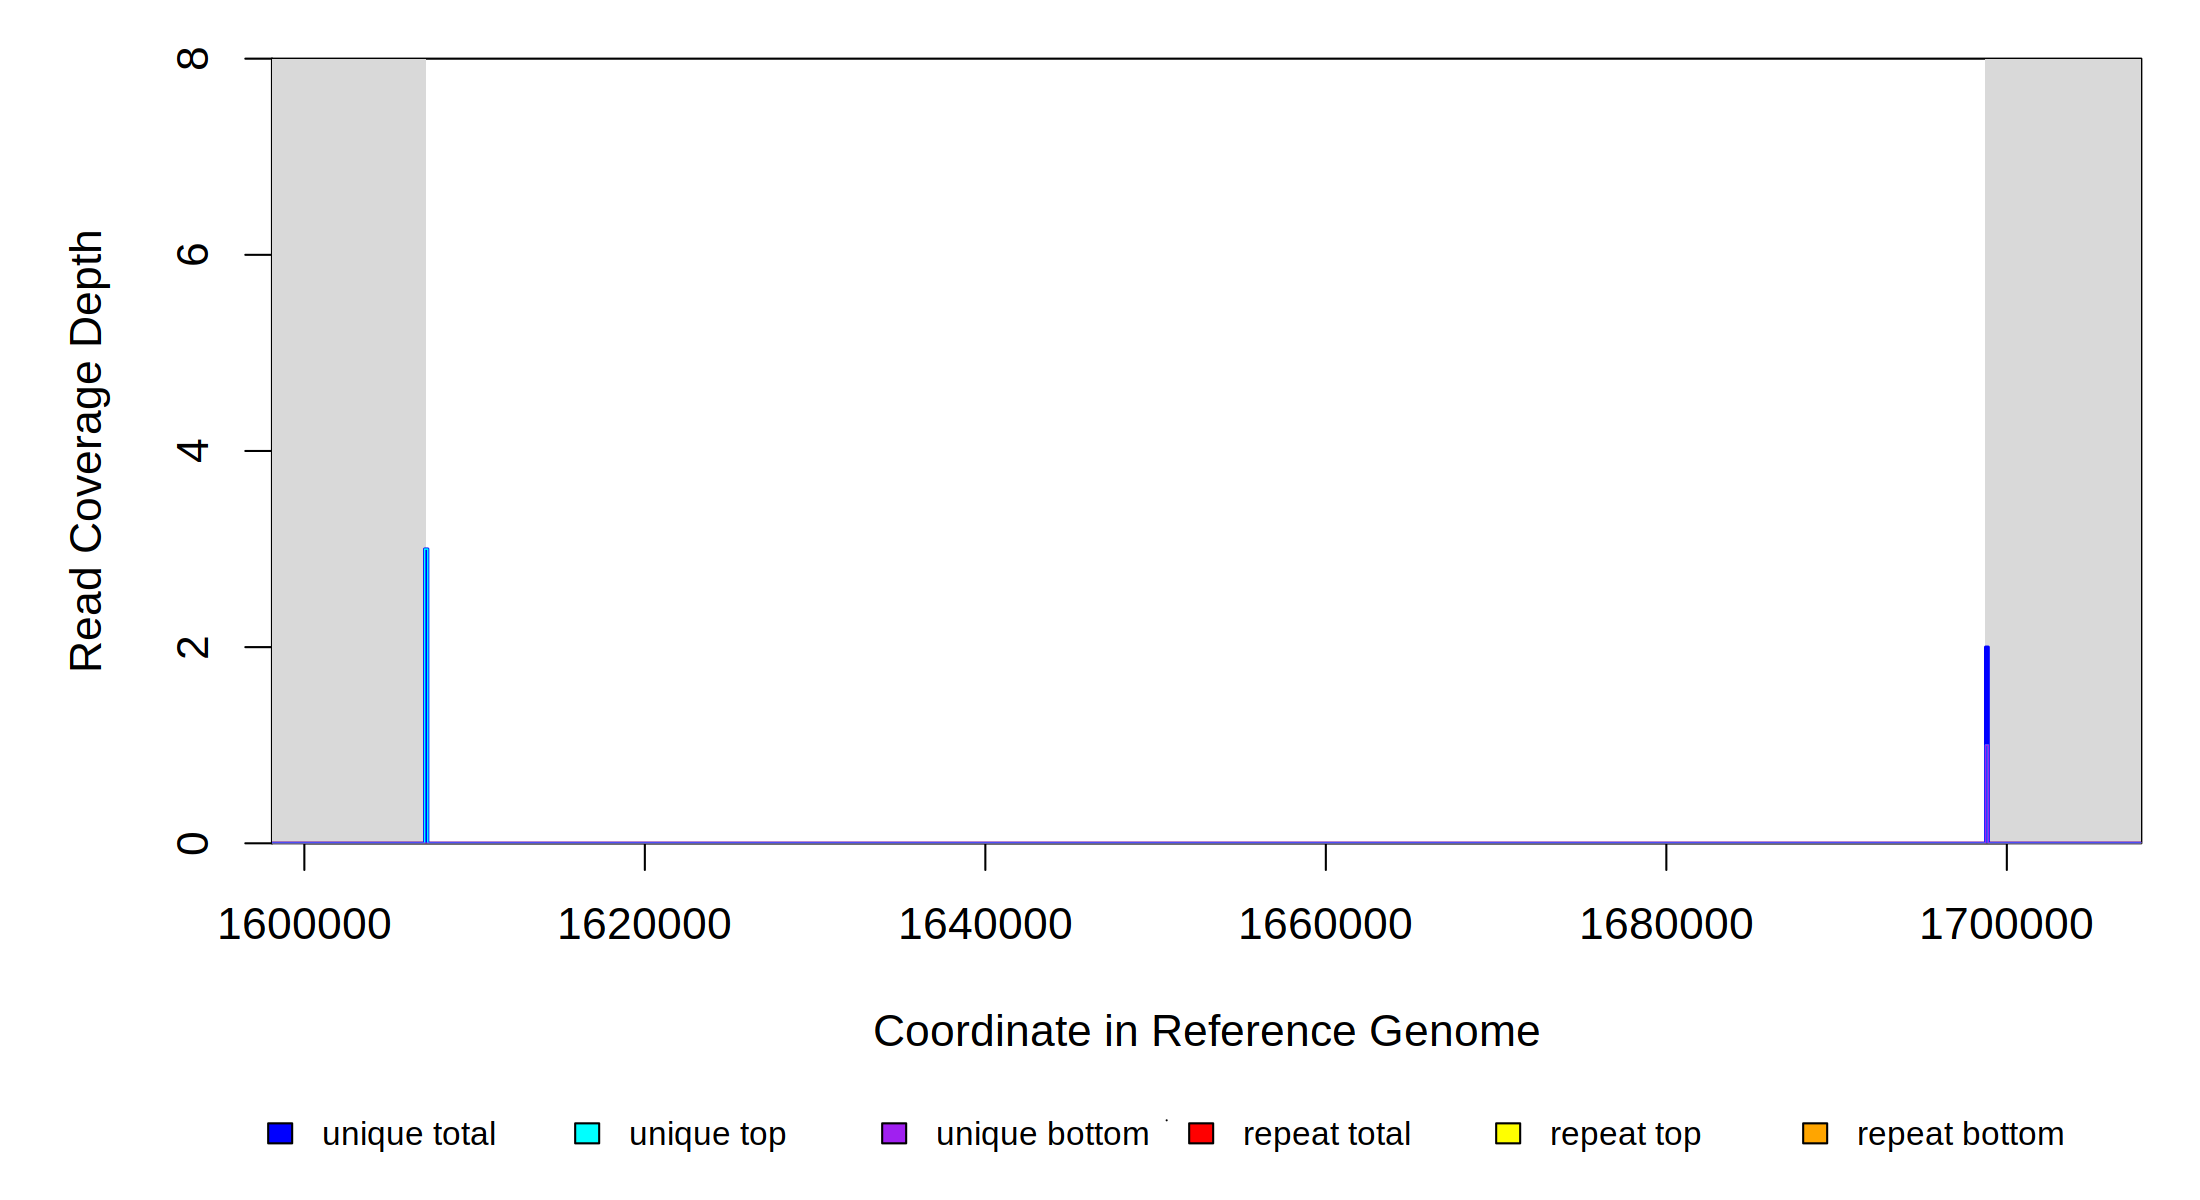 8
6
4
2
0
Read Coverage Depth
1600000 1620000 1640000 1660000 1680000 1700000
Coordinate in Reference Genome
unique total unique top unique bottom repeat total repeat top repeat bottom